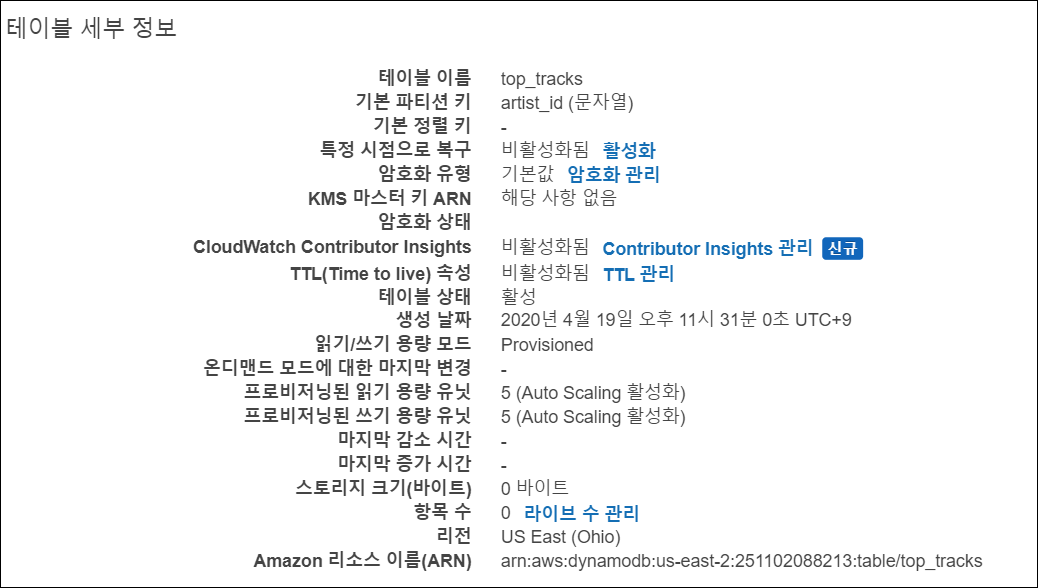 테이블 세부 정보
테이블 이름 top_tracks
기본 파티션 키 artist_id (문자열)
기본 정렬 키 -
특정 시점으로 복구 비활성화됨 활성화
암호화 유형 기본값 암호화 관리
KMS 마스터 키 ARN 해당 사항 없음
암호화 상태
CloudWatch Contributor Insights 비활성화됨 Contributor Insights 관리 신규
TTL(Time to live) 속성 비활성화됨 TTL 관리
테이블 상태 활성
생성 날짜 2020년 4월 19일 오후 11시 31분 0초 UTC+9
읽기/쓰기 용량 모드 Provisioned
온디맨드 모드에 대한 마지막 변경 -
프로비저닝된 읽기 용량 유닛 5 (Auto Scaling 활성화)
프로비저닝된 쓰기 용량 유닛 5 (Auto Scaling 활성화)
마지막 감소 시간 -
마지막 증가 시간 -
스토리지 크기(바이트) 0 바이트
항목 수 0 라이브 수 관리
리전 US East (Ohio)
Amazon 리소스 이름(ARN) arn:aws:dynamodb:us-east-2:251102088213:table/top_tracks